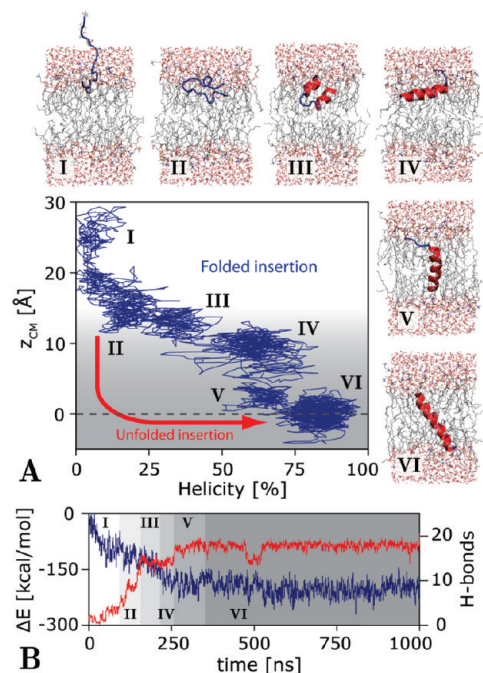 I
II
III
IV
V
VI
30
20
10
0
z_CM [Å]
I
Folded insertion
III
IV
II
V
VI
Unfolded insertion
0 25 50 75 100
Helicity [%]
A
0
-150
-300
ΔE [kcal/mol]
I III V
II IV VI
20
10
0
H-bonds
0 250 500 750 1000
time [ns]
B